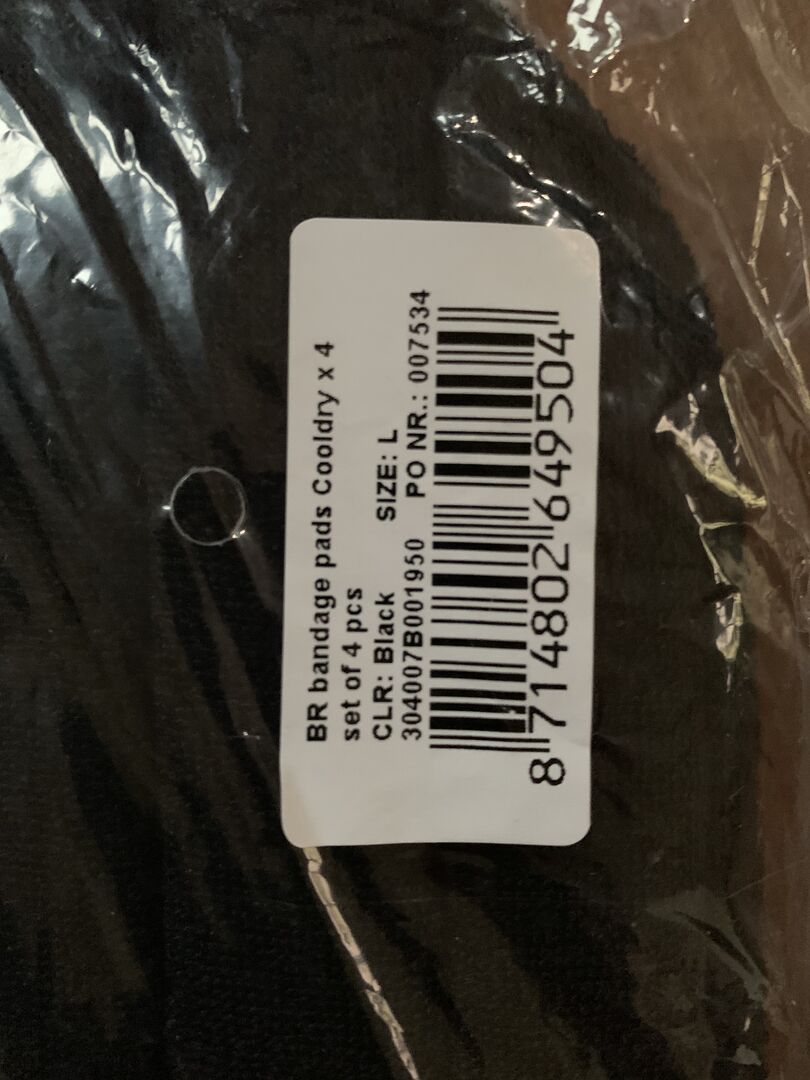 BR bandage pads Cooldry x 4
set of 4 pcs
CLR: Black SIZE: L
304007B001950 PO NR.: 007534
8 714802 649504